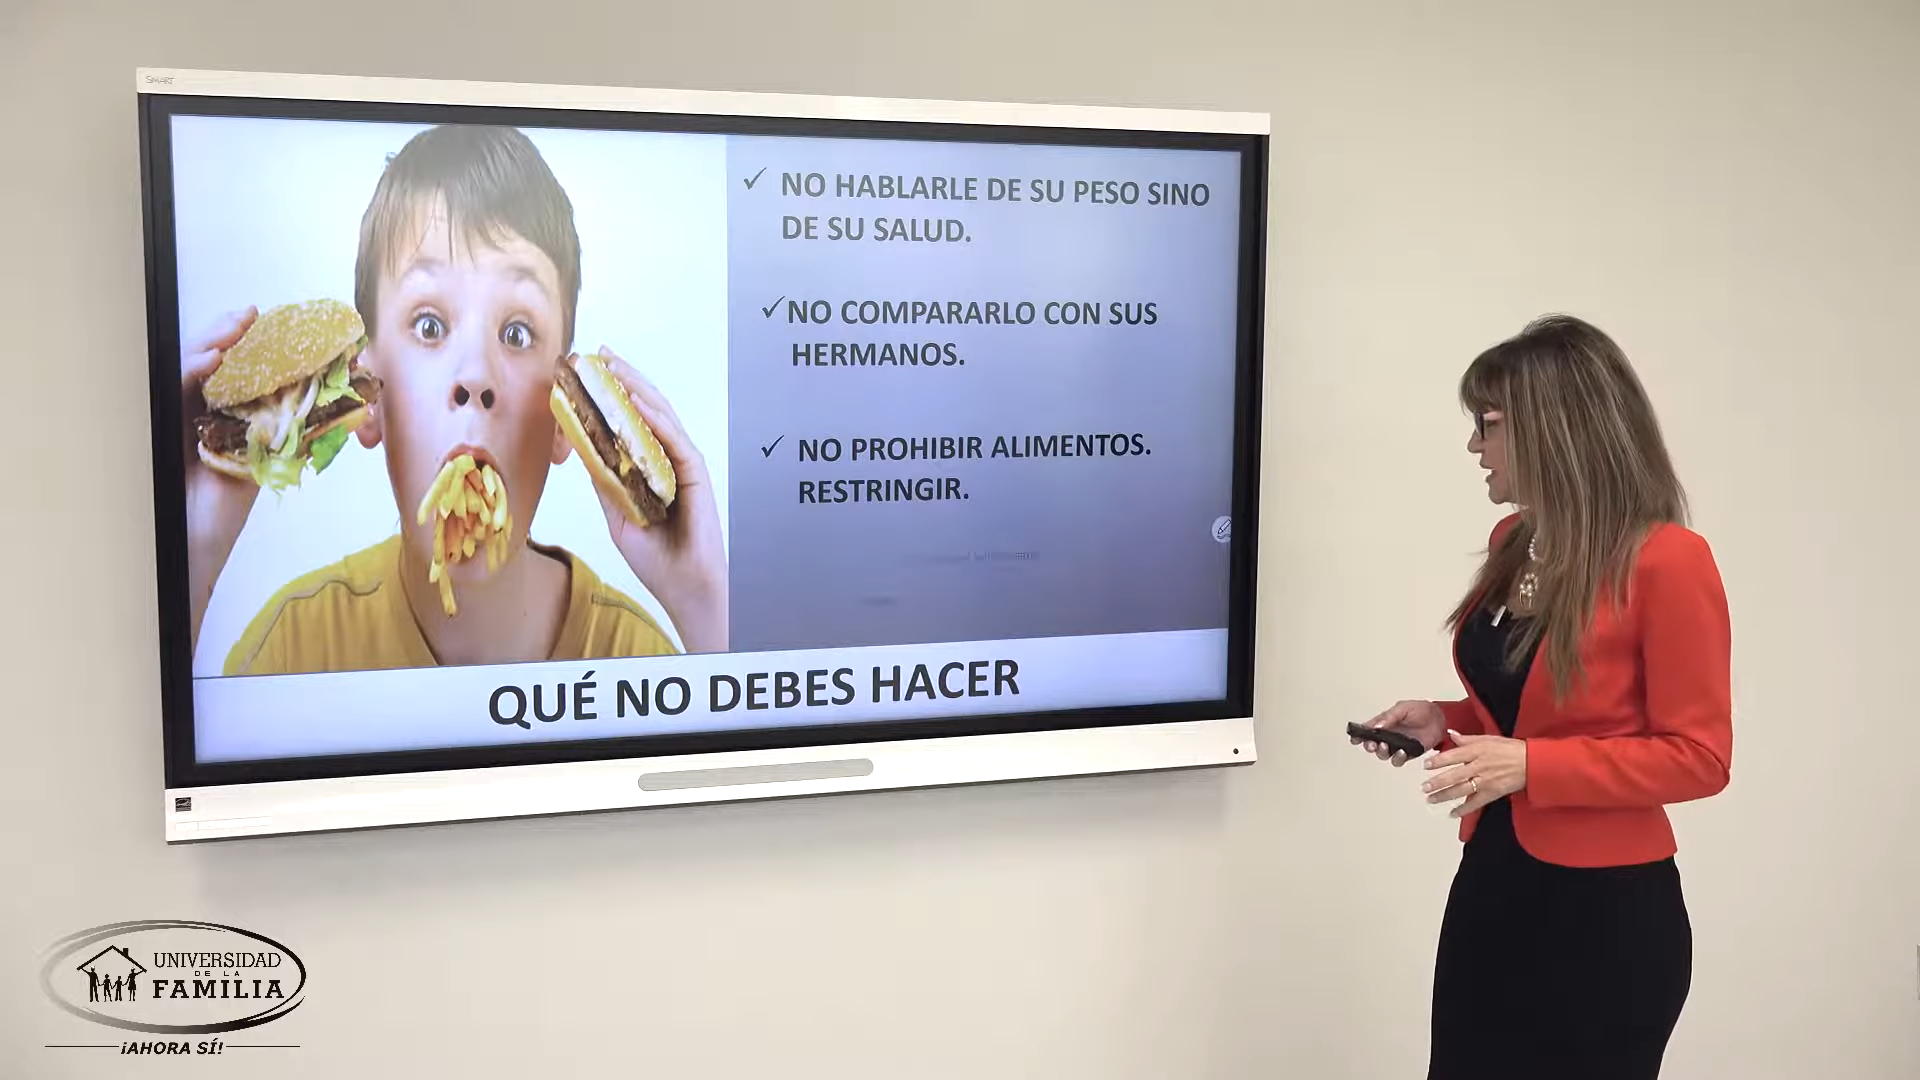 SMART
✓ NO HABLARLE DE SU PESO SINO
DE SU SALUD.
✓NO COMPARARLO CON SUS
HERMANOS.
✓ NO PROHIBIR ALIMENTOS.
RESTRINGIR.
QUÉ NO DEBES HACER
UNIVERSIDAD
DE LA
FAMILIA
¡AHORA SÍ!